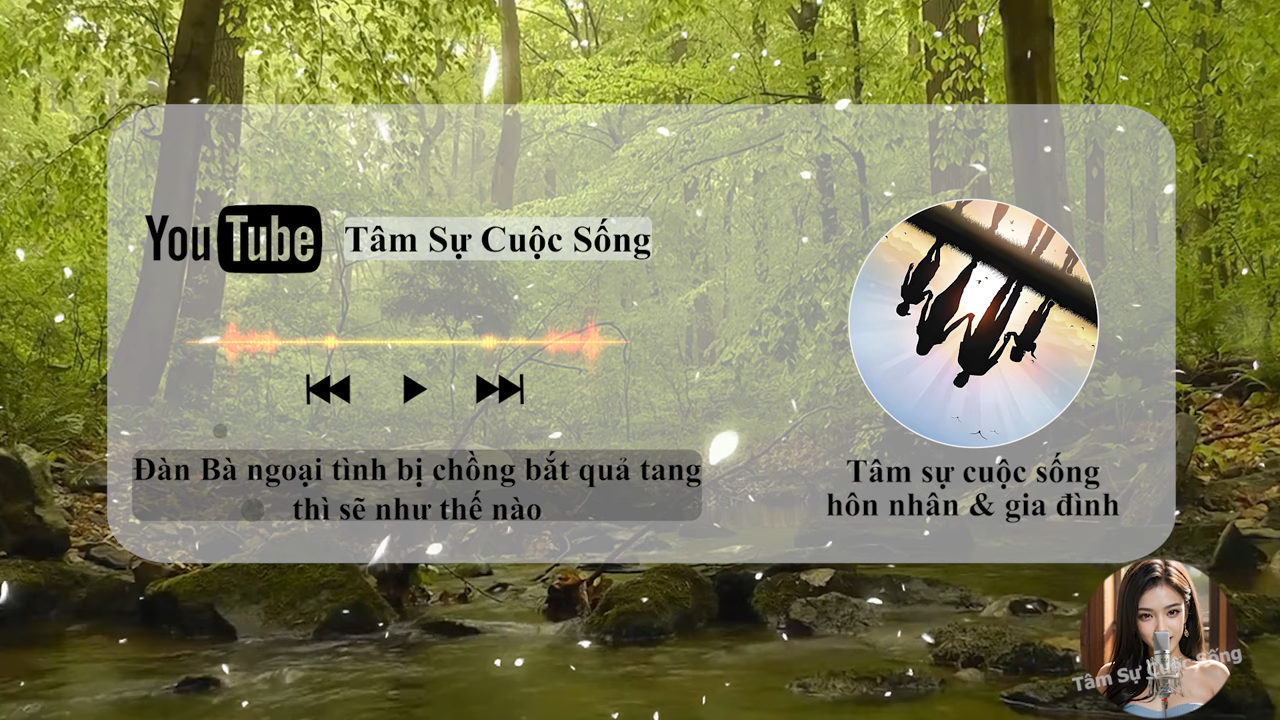 YouTube
Tâm Sự Cuộc Sống
Đàn Bà ngoại tình bị chồng bắt quả tang
thì sẽ như thế nào
Tâm sự cuộc sống
hôn nhân & gia đình
Tâm Sự Cuộc Sống